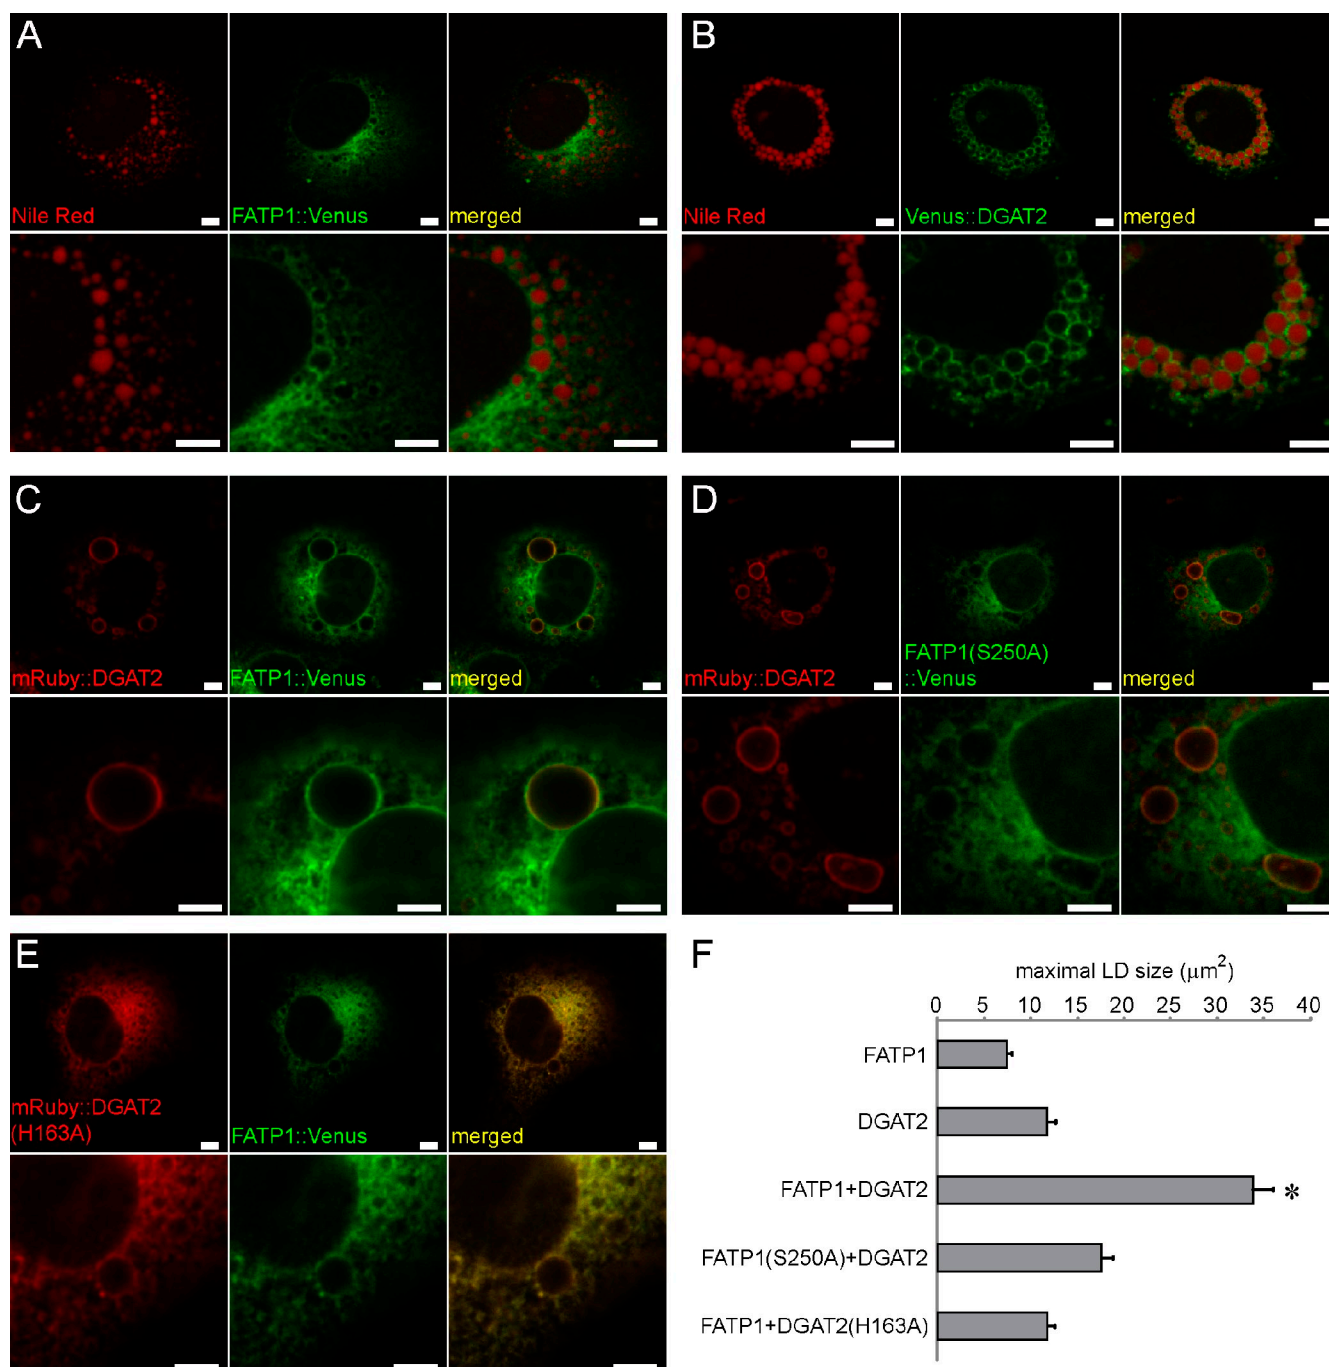 A
Nile Red
FATP1::Venus
merged
B
Nile Red
Venus::DGAT2
merged
C
mRuby::DGAT2
FATP1::Venus
merged
D
mRuby::DGAT2
FATP1(S250A)
::Venus
merged
E
mRuby::DGAT2
(H163A)
FATP1::Venus
merged
F
maximal LD size (μm²)
0 5 10 15 20 25 30 35 40
FATP1
DGAT2
FATP1+DGAT2 *
FATP1(S250A)+DGAT2
FATP1+DGAT2(H163A)